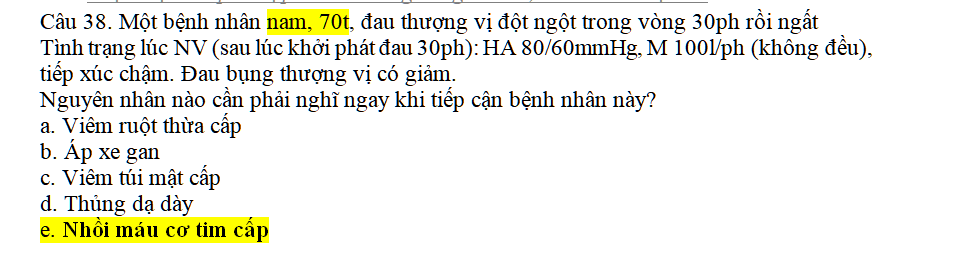 Câu 38. Một bệnh nhân nam, 70t, đau thượng vị đột ngột trong vòng 30ph rồi ngất
Tình trạng lúc NV (sau lúc khởi phát đau 30ph): HA 80/60mmHg, M 100l/ph (không đều),
tiếp xúc chậm. Đau bụng thượng vị có giảm.
Nguyên nhân nào cần phải nghĩ ngay khi tiếp cận bệnh nhân này?
a. Viêm ruột thừa cấp
b. Áp xe gan
c. Viêm túi mật cấp
d. Thủng dạ dày
e. Nhồi máu cơ tim cấp